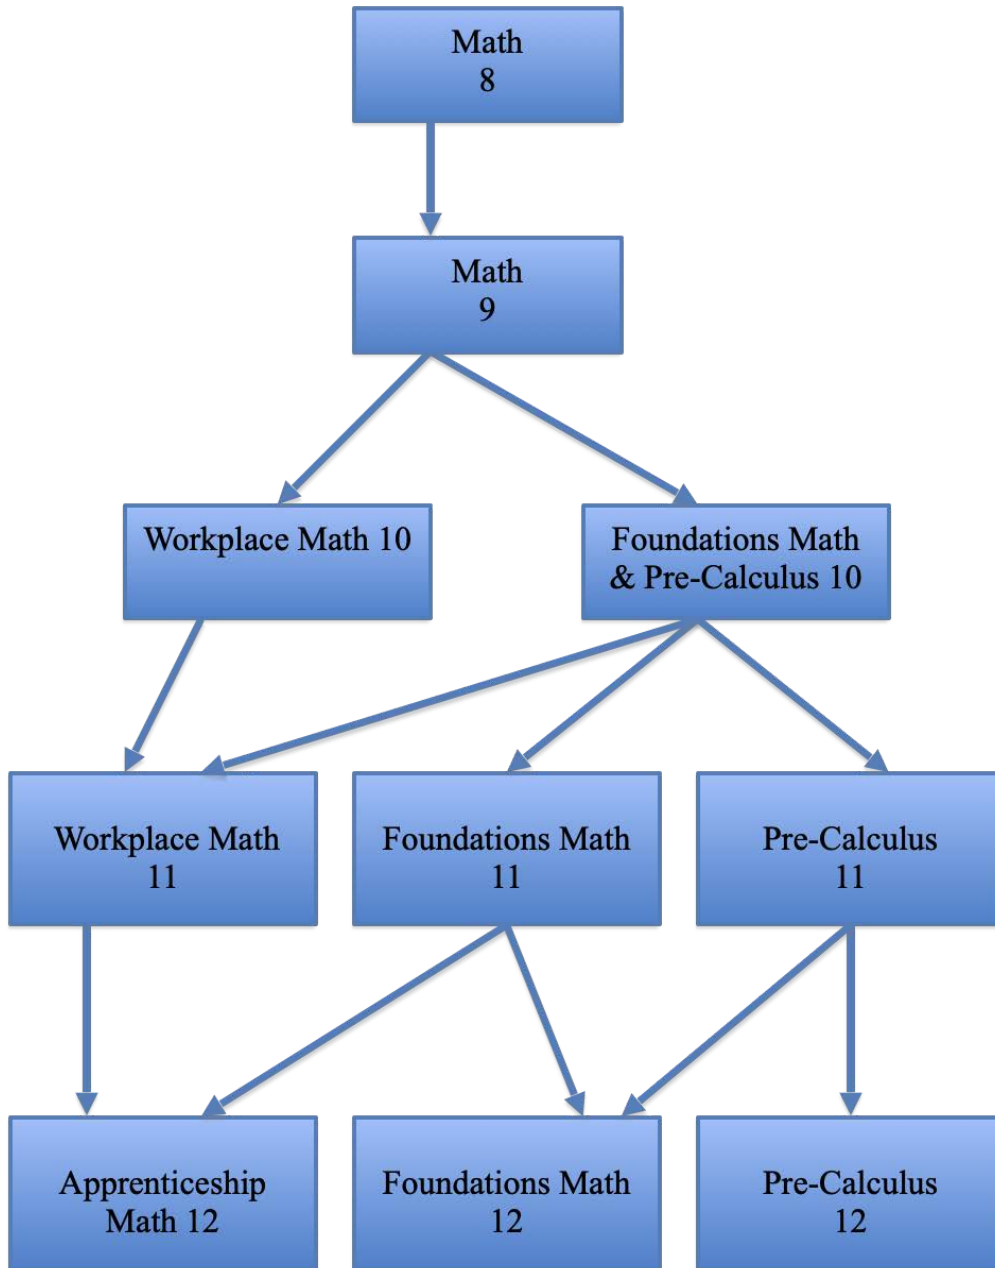 Math
8
Math
9
Workplace Math 10
Foundations Math
& Pre-Calculus 10
Workplace Math
11
Foundations Math
11
Pre-Calculus
11
Apprenticeship
Math 12
Foundations Math
12
Pre-Calculus
12